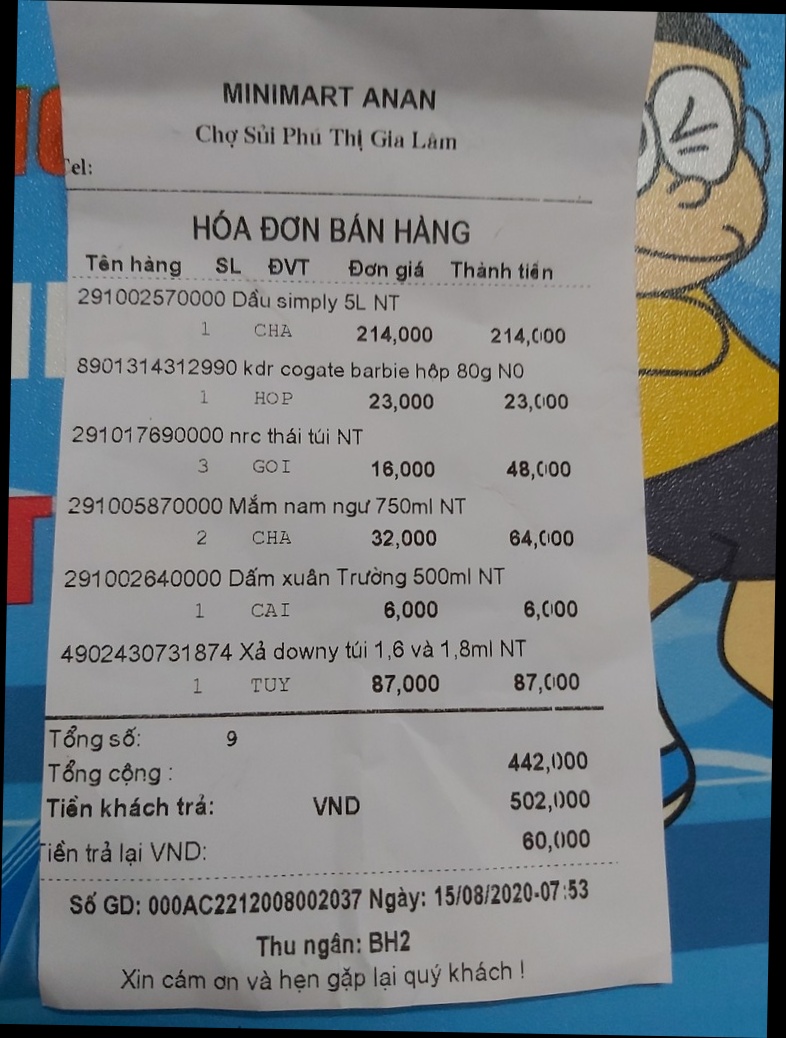 MINIMART ANAN
Chợ Sủi Phú Thị Gia Lâm
Tel:
HÓA ĐƠN BÁN HÀNG
Tên hàng SL ĐVT Đơn giá Thành tiền
291002570000 Dầu simply 5L NT
1 CHA 214,000 214,000
8901314312990 kdr cogate barbie hộp 80g N0
1 HOP 23,000 23,000
291017690000 nrc thái túi NT
3 GOI 16,000 48,000
291005870000 Mắm nam ngư 750ml NT
2 CHA 32,000 64,000
291002640000 Dấm xuân Trường 500ml NT
1 CAI 6,000 6,000
4902430731874 Xả downy túi 1,6 và 1,8ml NT
1 TUY 87,000 87,000
Tổng số: 9
Tổng cộng : 442,000
Tiền khách trả: VND 502,000
Tiền trả lại VND: 60,000
Số GD: 000AC2212008002037 Ngày: 15/08/2020-07:53
Thu ngân: BH2
Xin cám ơn và hẹn gặp lại quý khách !